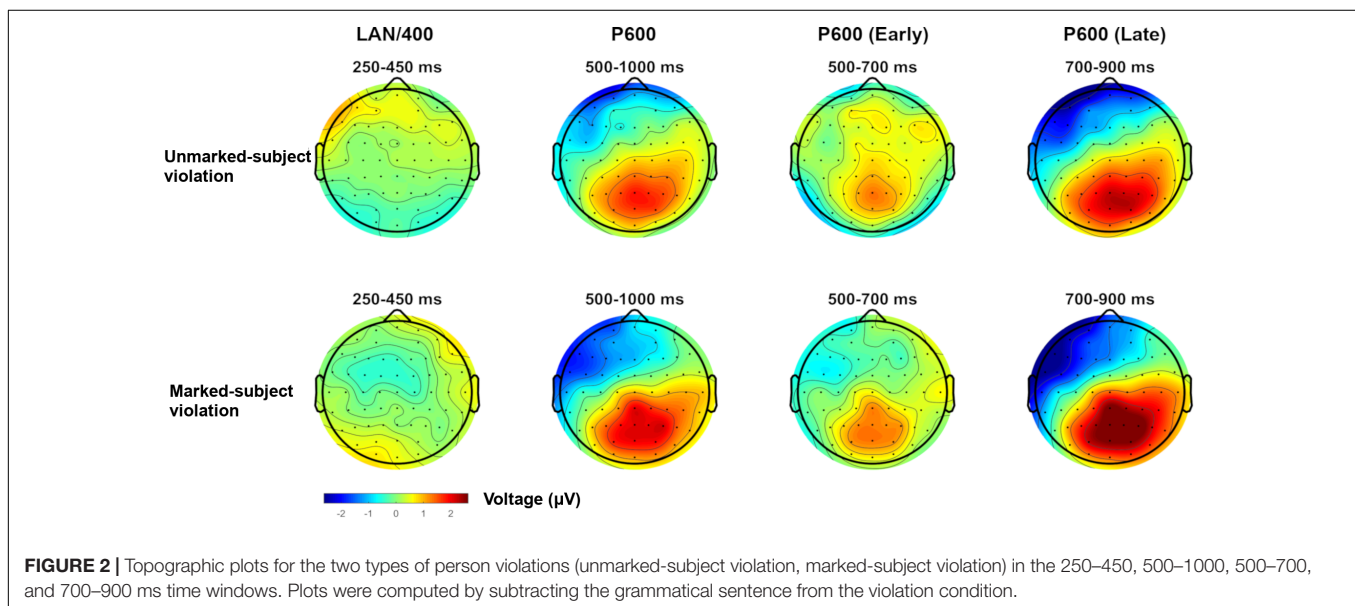 LAN/400 P600 P600 (Early) P600 (Late)
250-450 ms 500-1000 ms 500-700 ms 700-900 ms
Unmarked-subject
violation
250-450 ms 500-1000 ms 500-700 ms 700-900 ms
Marked-subject
violation
Voltage (μV)
-2 -1 0 1 2
FIGURE 2 | Topographic plots for the two types of person violations (unmarked-subject violation, marked-subject violation) in the 250–450, 500–1000, 500–700,
and 700–900 ms time windows. Plots were computed by subtracting the grammatical sentence from the violation condition.